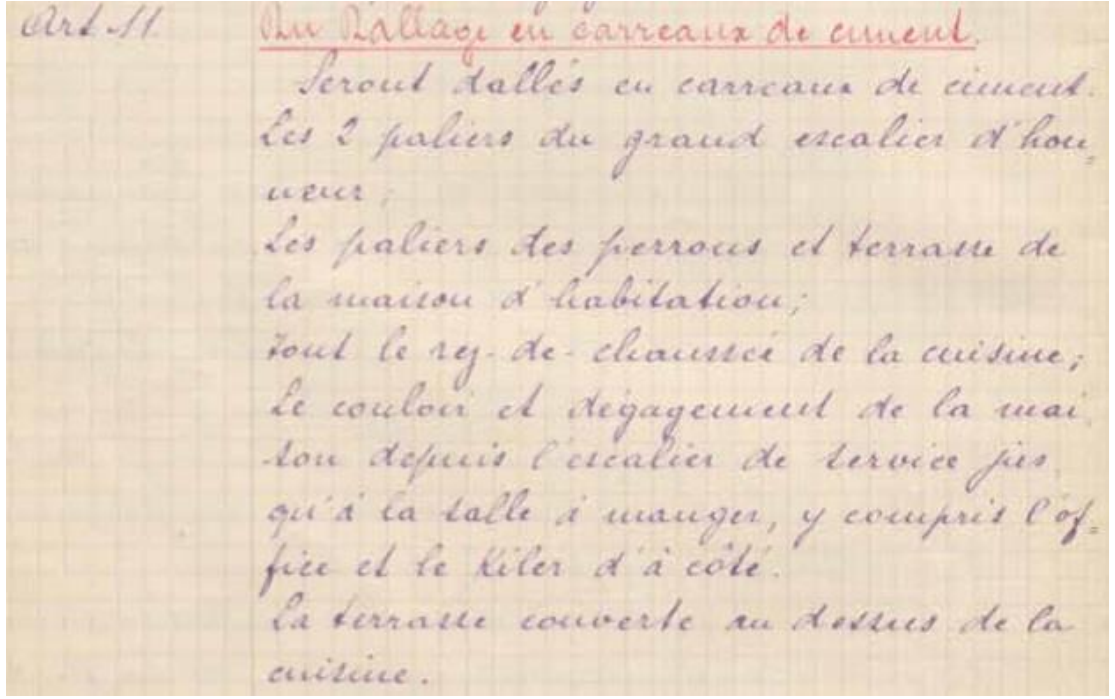 Art 11. Du Dallage en carreaux de ciment.
Seront dallés en carreaux de ciment.
Les 2 paliers du grand escalier d'hon=
neur;
Les paliers des perrons et terrasse de
la maison d'habitation;
Tout le rez-de-chaussée de la cuisine;
Le couloir et dégagement de la mai
son depuis l'escalier de service jus
qu'à la salle à manger, y compris l'of=
fice et le Kiler d'à côté.
La terrasse couverte au dessus de la
cuisine.